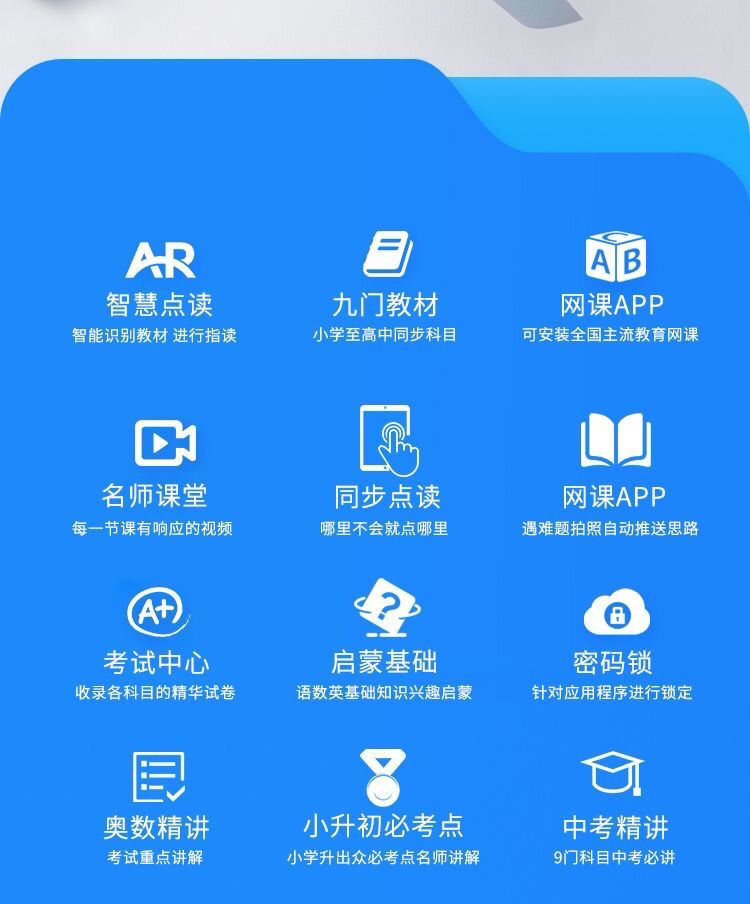 AR
智慧点读
智能识别教材 进行指读
九门教材
小学至高中同步科目
C
A B
网课APP
可安装全国主流教育网课
名师课堂
每一节课有响应的视频
同步点读
哪里不会就点哪里
网课APP
遇难题拍照自动推送思路
A+
考试中心
收录各科目的精华试卷
?
启蒙基础
语数英基础知识兴趣启蒙
密码锁
针对应用程序进行锁定
奥数精讲
考试重点讲解
小升初必考点
小学升出众必考点名师讲解
中考精讲
9门科目中考必讲